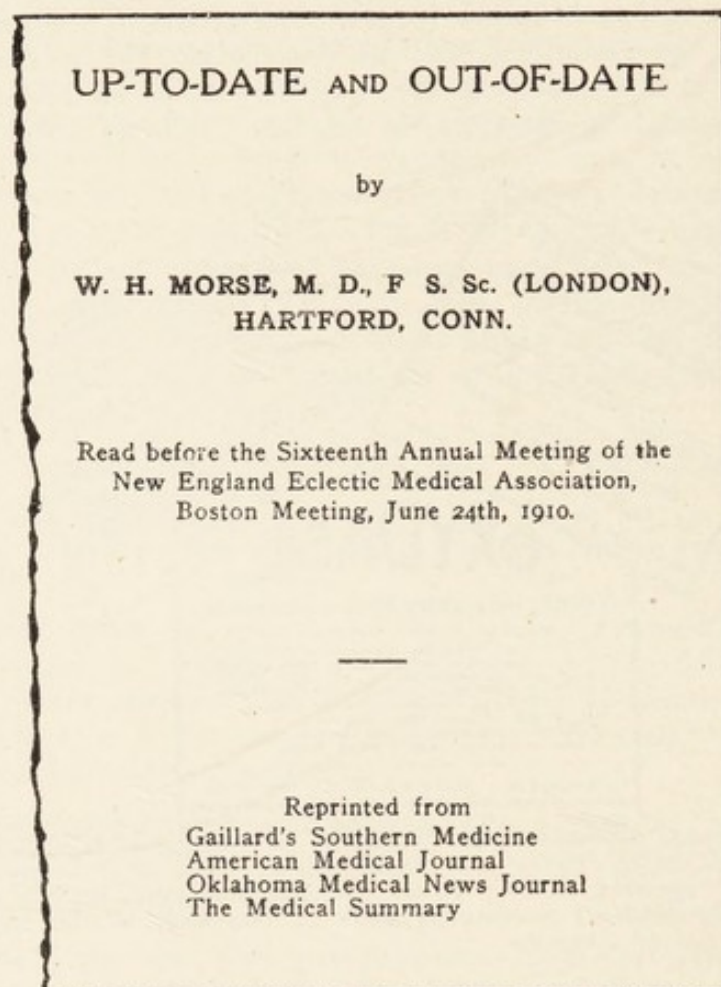 UP-TO-DATE AND OUT-OF-DATE
by
W. H. MORSE, M. D., F S. Sc. (LONDON),
HARTFORD, CONN.
Read before the Sixteenth Annual Meeting of the
New England Eclectic Medical Association,
Boston Meeting, June 24th, 1910.
Reprinted from
Gaillard's Southern Medicine
American Medical Journal
Oklahoma Medical News Journal
The Medical Summary